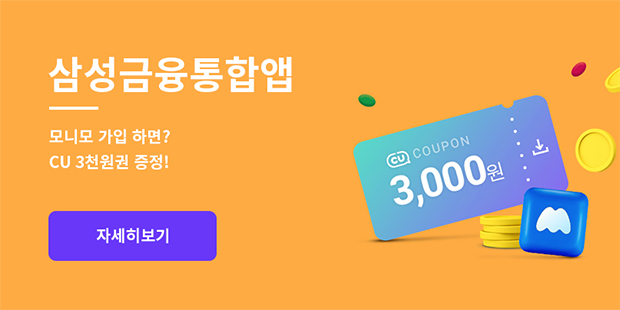 삼성금융통합앱
모니모 가입 하면?
CU 3천원권 증정!
자세히보기
CU COUPON
3,000원